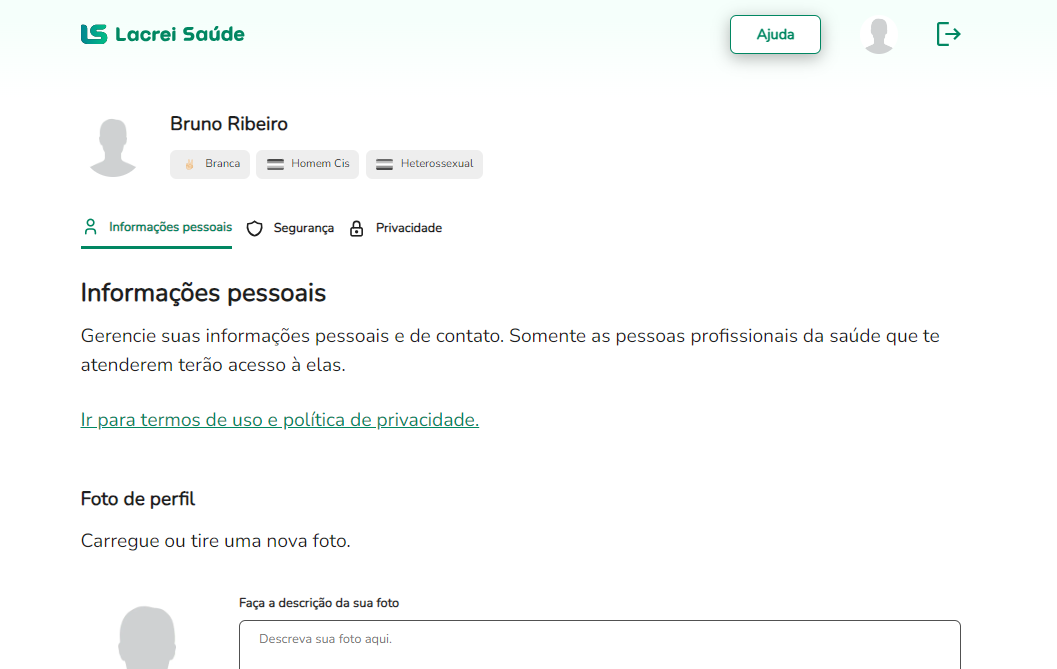 Lacrei Saúde
Ajuda
Bruno Ribeiro
Branca
Homem Cis
Heterossexual
Informações pessoais
Segurança
Privacidade
Informações pessoais
Gerencie suas informações pessoais e de contato. Somente as pessoas profissionais da saúde que te
atenderem terão acesso à elas.
Ir para termos de uso e política de privacidade.
Foto de perfil
Carregue ou tire uma nova foto.
Faça a descrição da sua foto
Descreva sua foto aqui.